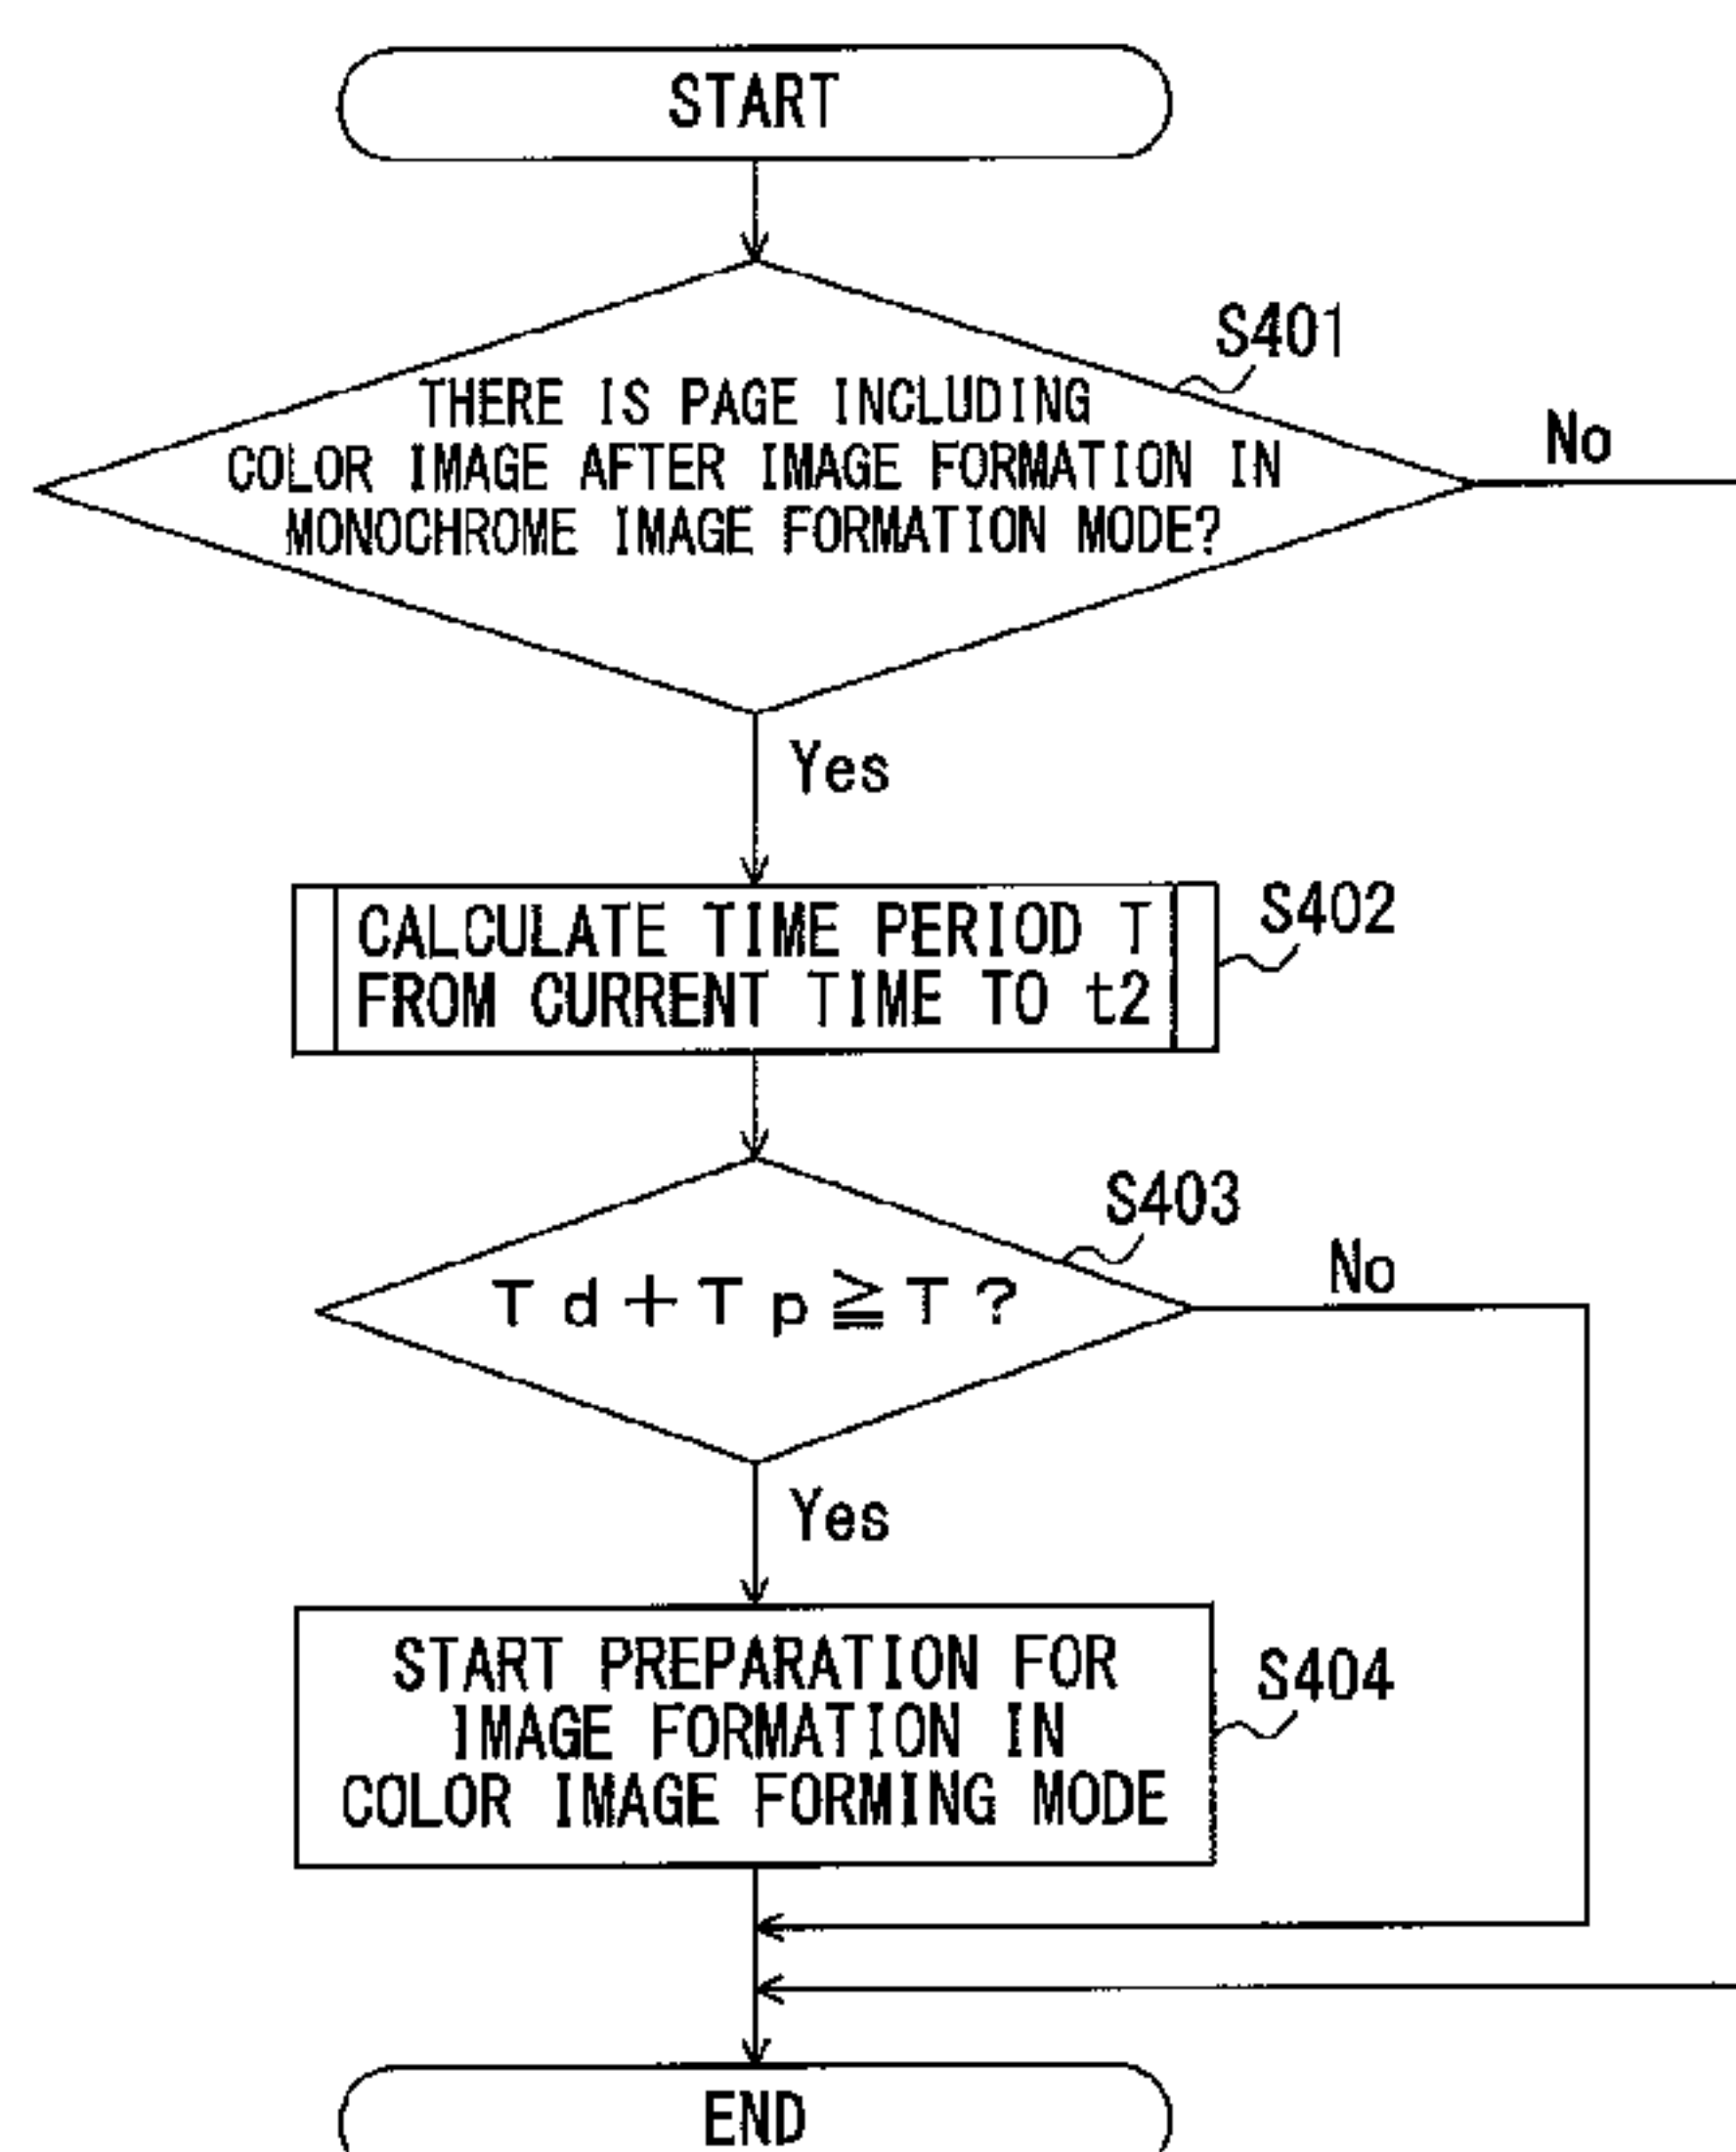 START
S401
THERE IS PAGE INCLUDING
COLOR IMAGE AFTER IMAGE FORMATION IN
MONOCHROME IMAGE FORMATION MODE?
No
Yes
CALCULATE TIME PERIOD T
FROM CURRENT TIME TO t2
S402
S403
Td+Tp≧T?
No
Yes
START PREPARATION FOR
IMAGE FORMATION IN
COLOR IMAGE FORMING MODE
S404
END